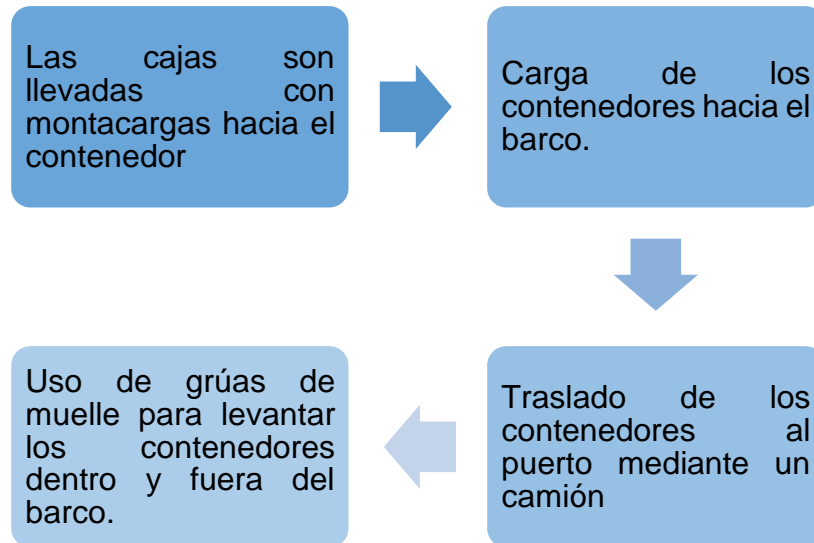 Las cajas son
llevadas con
montacargas hacia el
contenedor
Carga de los
contenedores hacia el
barco.
Traslado de los
contenedores al
puerto mediante un
camión
Uso de grúas de
muelle para levantar
los contenedores
dentro y fuera del
barco.